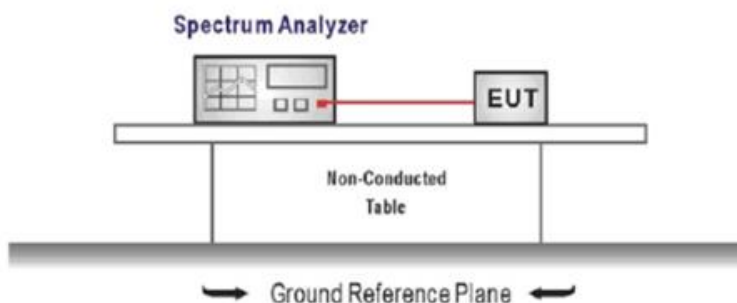 Spectrum Analyzer
EUT
Non-Conducted
Table
Ground Reference Plane